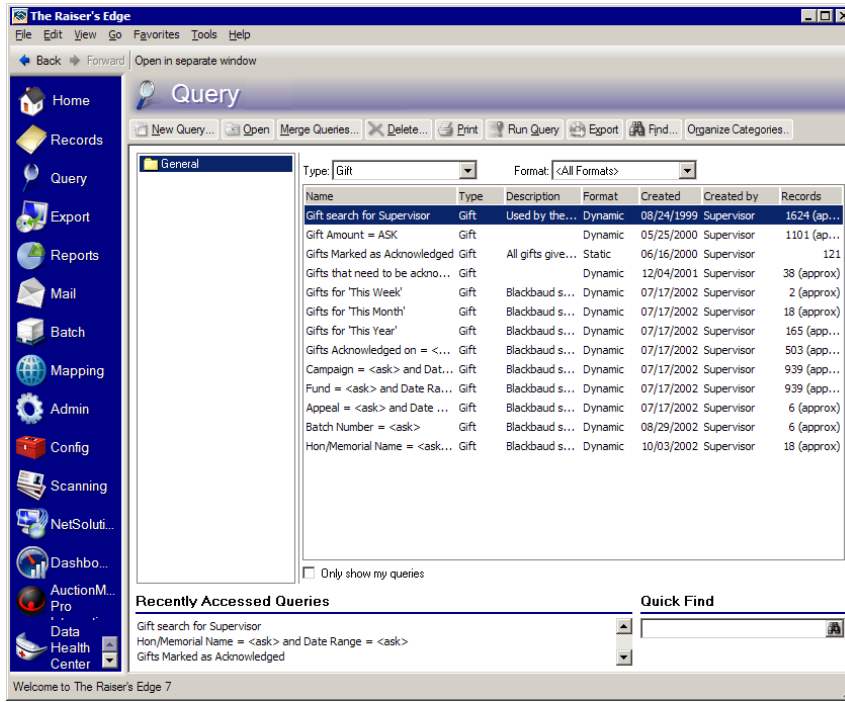 The Raiser's Edge
File Edit View Go Favorites Tools Help
Back Forward Open in separate window
Query
New Query... Open Merge Queries... Delete... Print Run Query Export Find... Organize Categories..
Home
Records
Query
Export
Reports
Mail
Batch
Mapping
Admin
Config
Scanning
NetSoluti...
Dashbo...
AuctionM...
Pro
Data
Health
Center
General
Type: Gift Format: <All Formats>
Name Type Description Format Created Created by Records
Gift search for Supervisor Gift Used by the... Dynamic 08/24/1999 Supervisor 1624 (ap...
Gift Amount = ASK Gift Dynamic 05/25/2000 Supervisor 1101 (ap...
Gifts Marked as Acknowledged Gift All gifts give... Static 06/16/2000 Supervisor 121
Gifts that need to be ackno... Gift Dynamic 12/04/2001 Supervisor 38 (approx)
Gifts for 'This Week' Gift Blackbaud s... Dynamic 07/17/2002 Supervisor 2 (approx)
Gifts for 'This Month' Gift Blackbaud s... Dynamic 07/17/2002 Supervisor 18 (approx)
Gifts for 'This Year' Gift Blackbaud s... Dynamic 07/17/2002 Supervisor 165 (app...
Gifts Acknowledged on = <... Gift Blackbaud s... Dynamic 07/17/2002 Supervisor 503 (app...
Campaign = <ask> and Dat... Gift Blackbaud s... Dynamic 07/17/2002 Supervisor 939 (app...
Fund = <ask> and Date Ra... Gift Blackbaud s... Dynamic 07/17/2002 Supervisor 939 (app...
Appeal = <ask> and Date ... Gift Blackbaud s... Dynamic 07/17/2002 Supervisor 6 (approx)
Batch Number = <ask> Gift Blackbaud s... Dynamic 08/29/2002 Supervisor 6 (approx)
Hon/Memorial Name = <ask... Gift Blackbaud s... Dynamic 10/03/2002 Supervisor 18 (approx)
Only show my queries
Recently Accessed Queries
Gift search for Supervisor
Hon/Memorial Name = <ask> and Date Range = <ask>
Gifts Marked as Acknowledged
Quick Find
Welcome to The Raiser's Edge 7